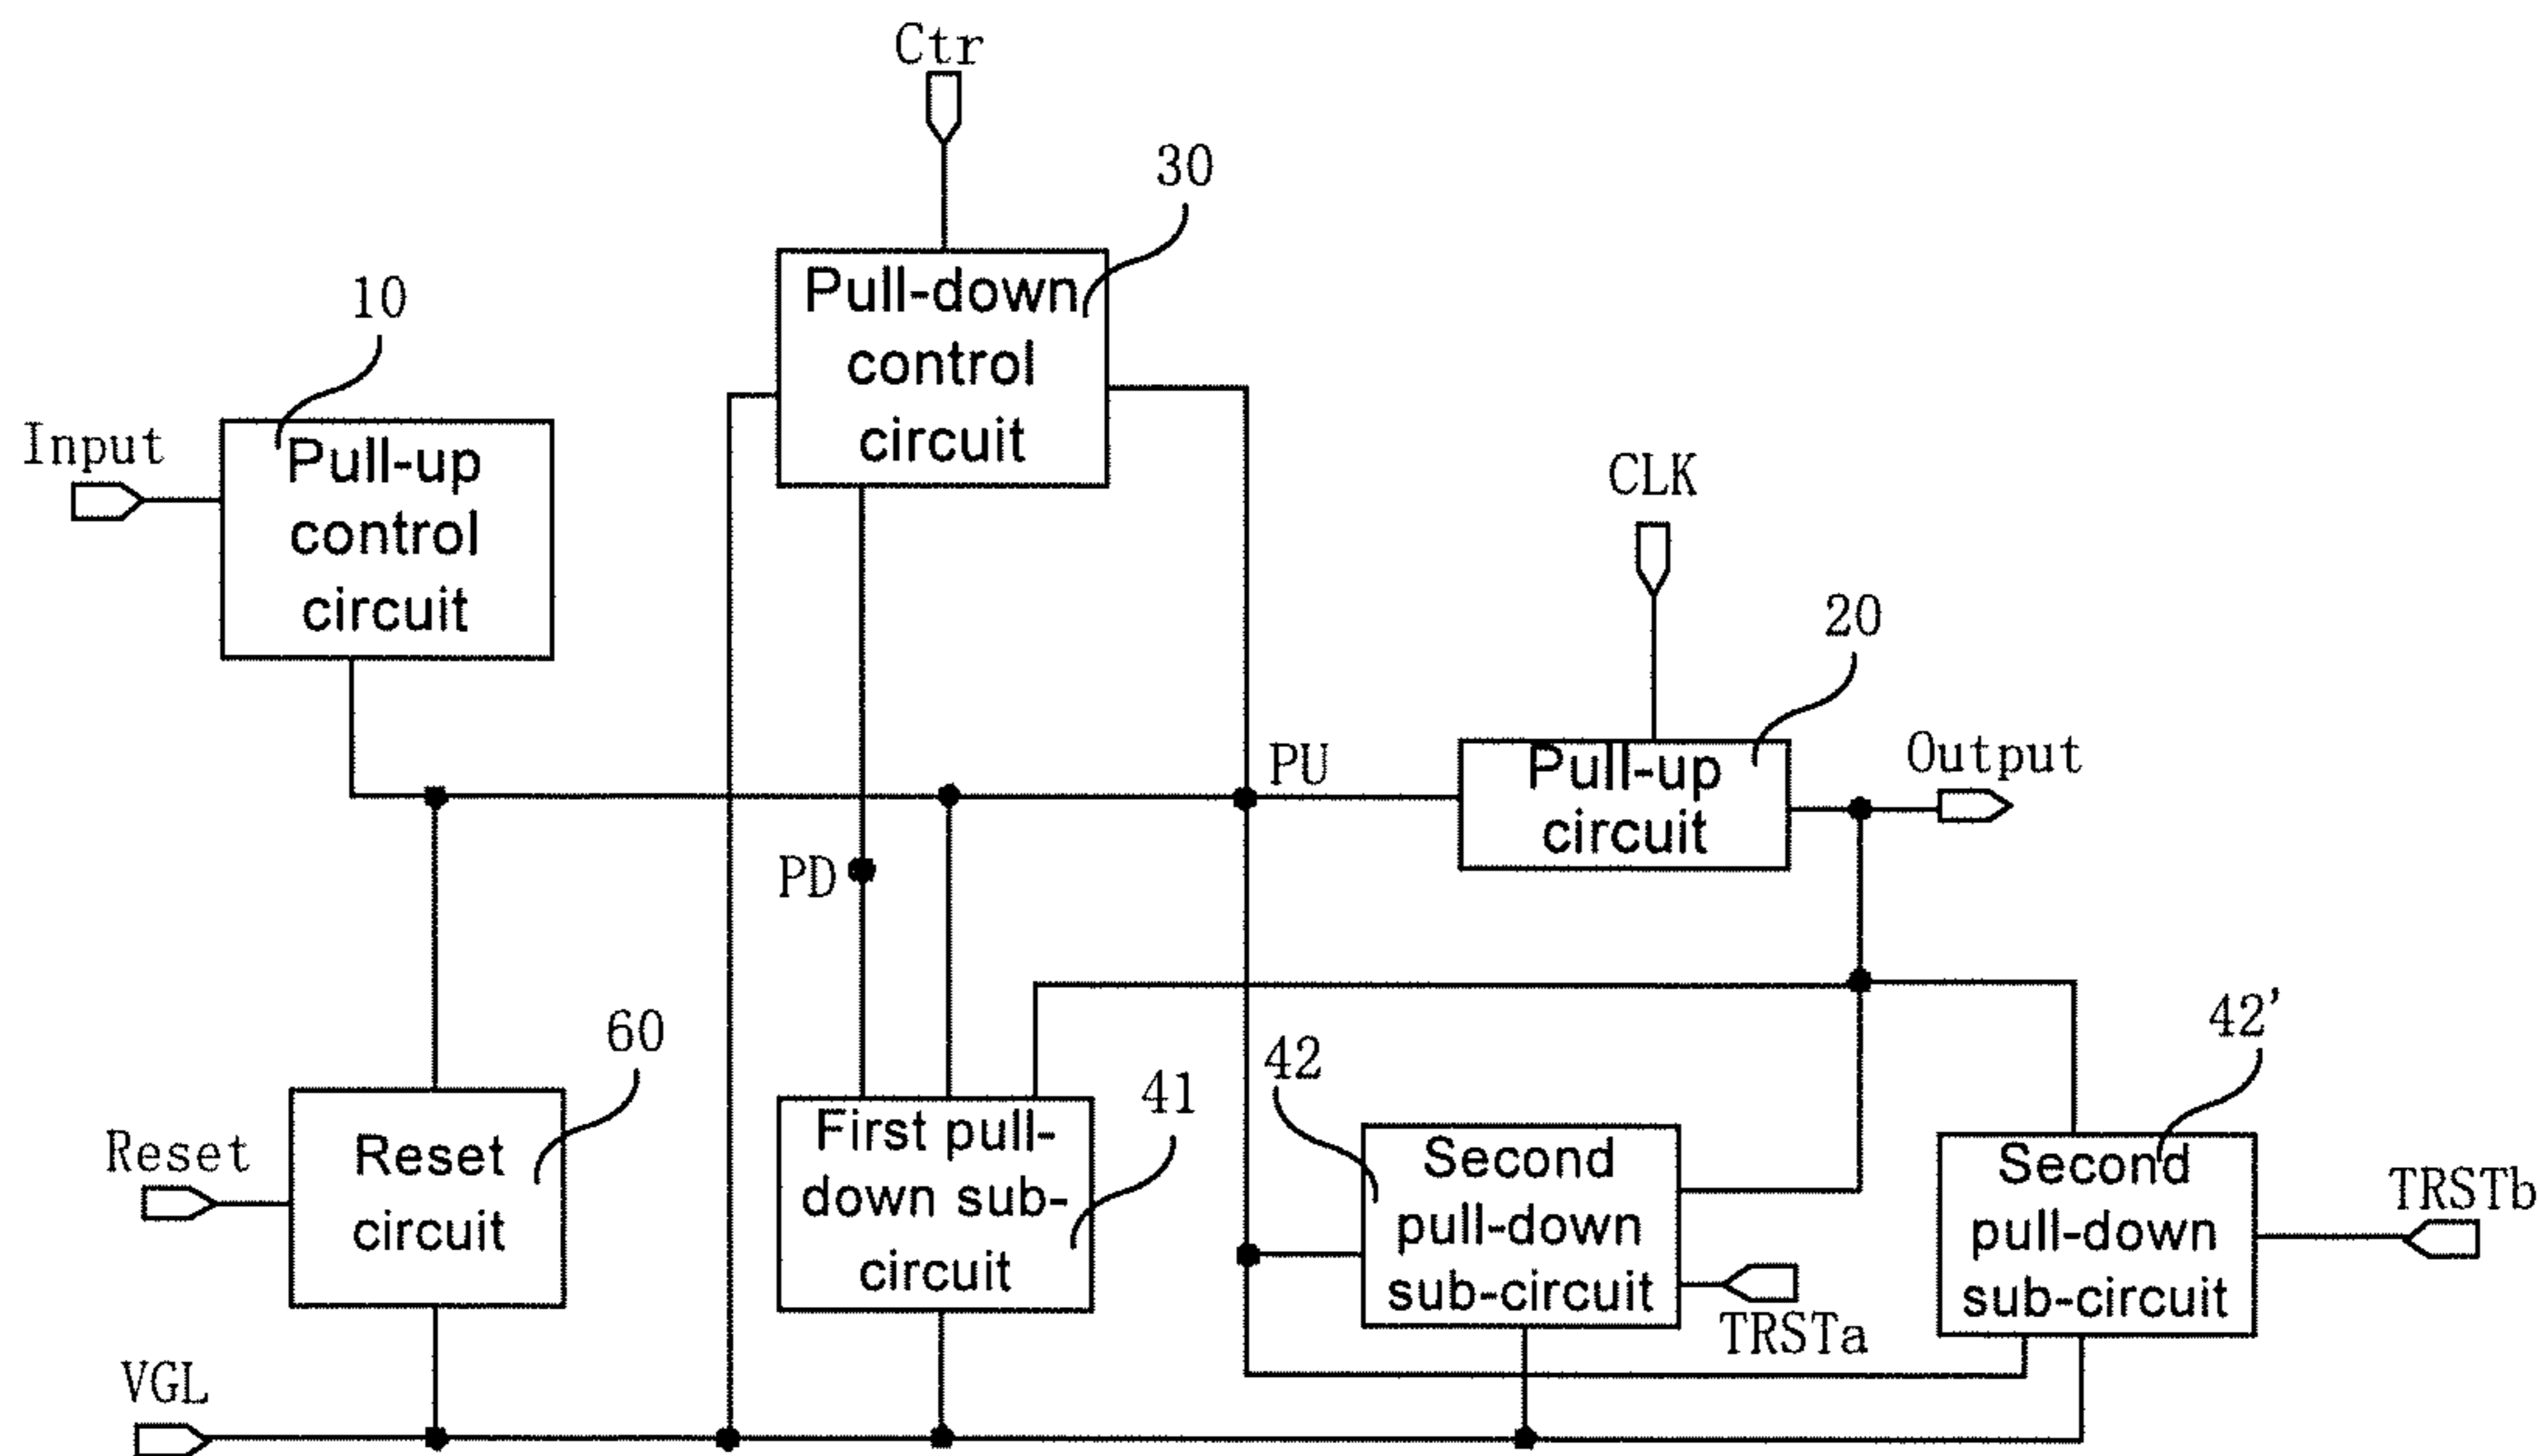 Ctr
30
Pull-down
control
circuit
10
Input
Pull-up
control
circuit
CLK
20
PU
Pull-up
circuit
Output
PD
60
42
41
42'
Reset
Reset
circuit
First pull-
down sub-
circuit
Second
pull-down
sub-circuit
Second
pull-down
sub-circuit
TRSTb
TRSTa
VGL